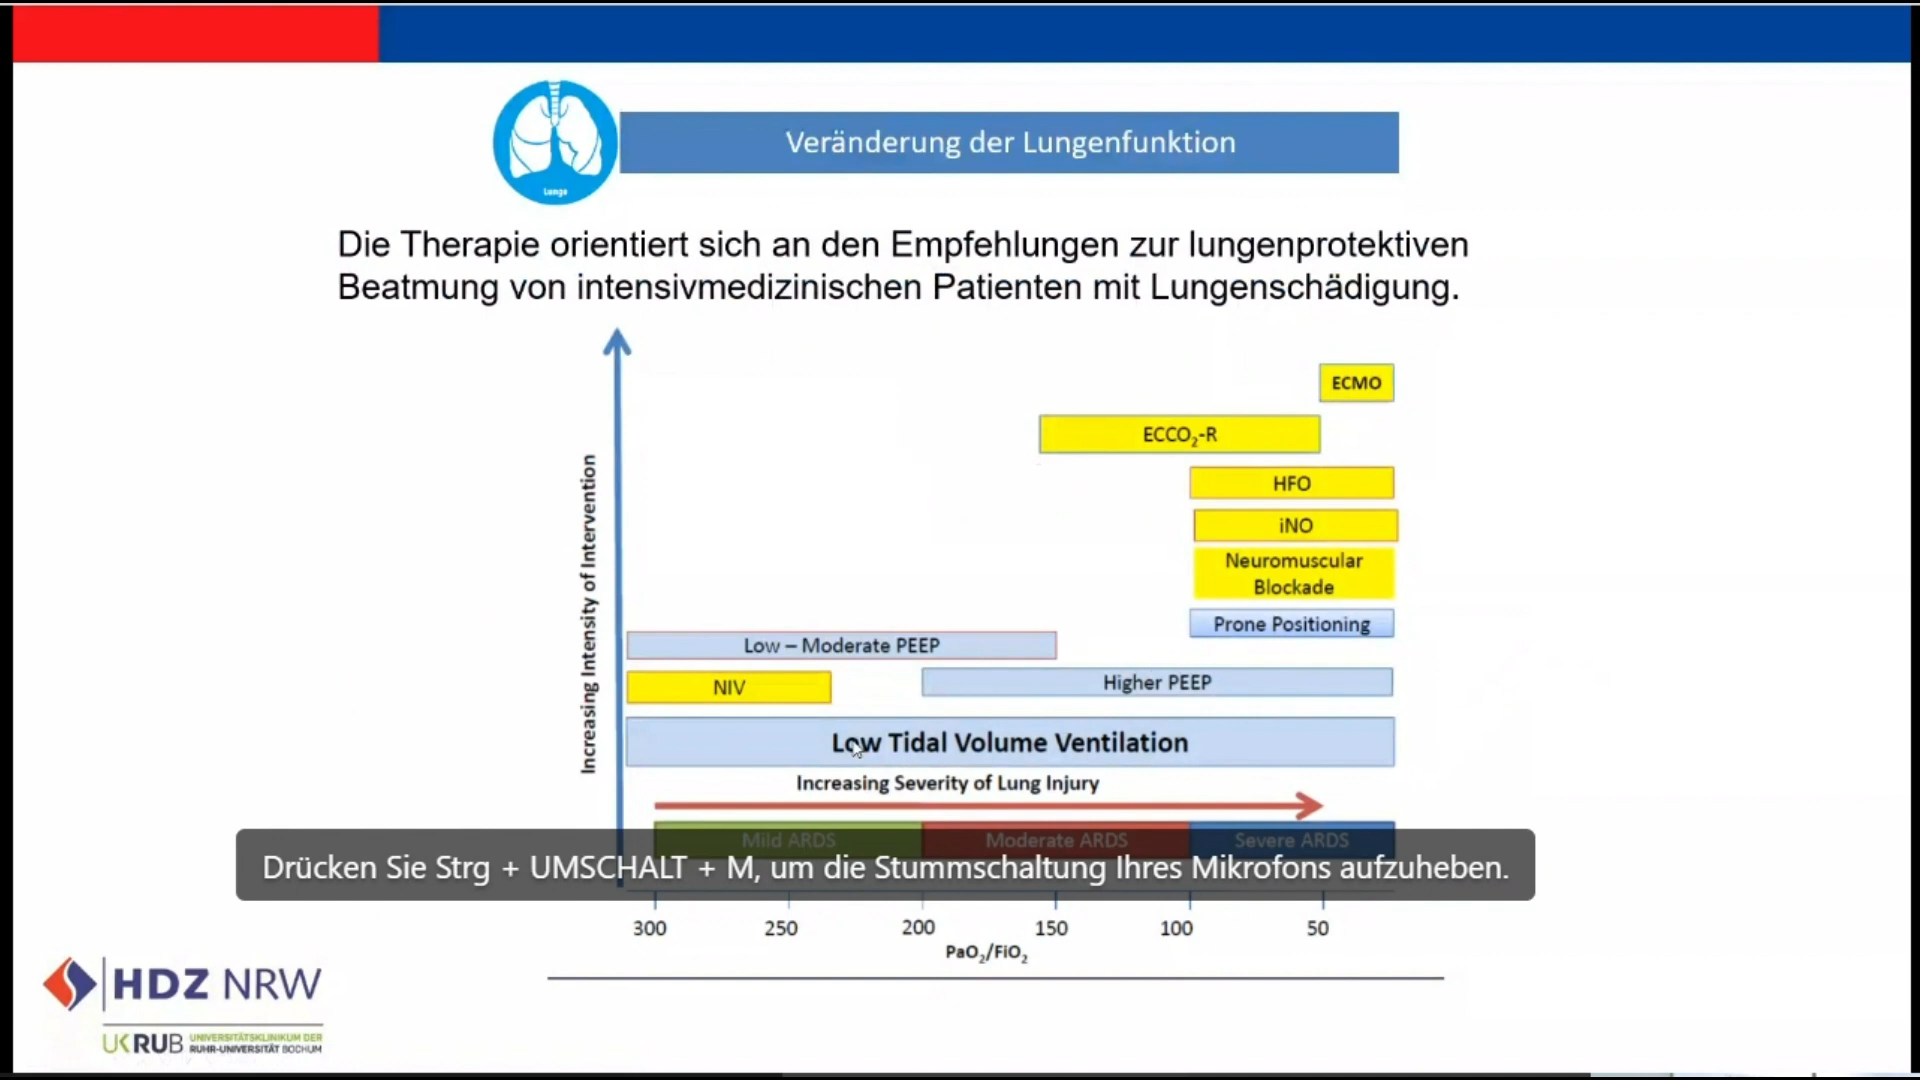 Lunge
Veränderung der Lungenfunktion
Die Therapie orientiert sich an den Empfehlungen zur lungenprotektiven
Beatmung von intensivmedizinischen Patienten mit Lungenschädigung.
Increasing Intensity of Intervention
ECMO
ECCO₂-R
HFO
iNO
Neuromuscular
Blockade
Prone Positioning
Low – Moderate PEEP
Higher PEEP
NIV
Low Tidal Volume Ventilation
Increasing Severity of Lung Injury
Mild ARDS Moderate ARDS Severe ARDS
Drücken Sie Strg + UMSCHALT + M, um die Stummschaltung Ihres Mikrofons aufzuheben.
300 250 200 150 100 50
PaO₂/FiO₂
HDZ NRW
UK RUB UNIVERSITÄTSKLINIKUM DER
RUHR-UNIVERSITÄT BOCHUM